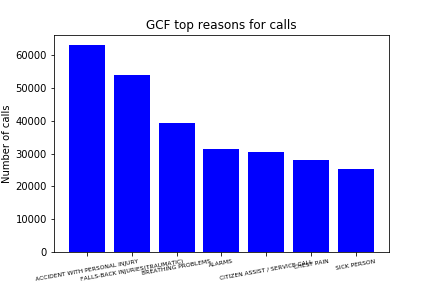 GCF top reasons for calls
Number of calls
60000
50000
40000
30000
20000
10000
0
ACCIDENT WITH PERSONAL INJURY
FALLS-BACK INJURIES(TRAUMATIC)
BREATHING PROBLEMS
ALARMS
CITIZEN ASSIST / SERVICE CALL
CHEST PAIN
SICK PERSON